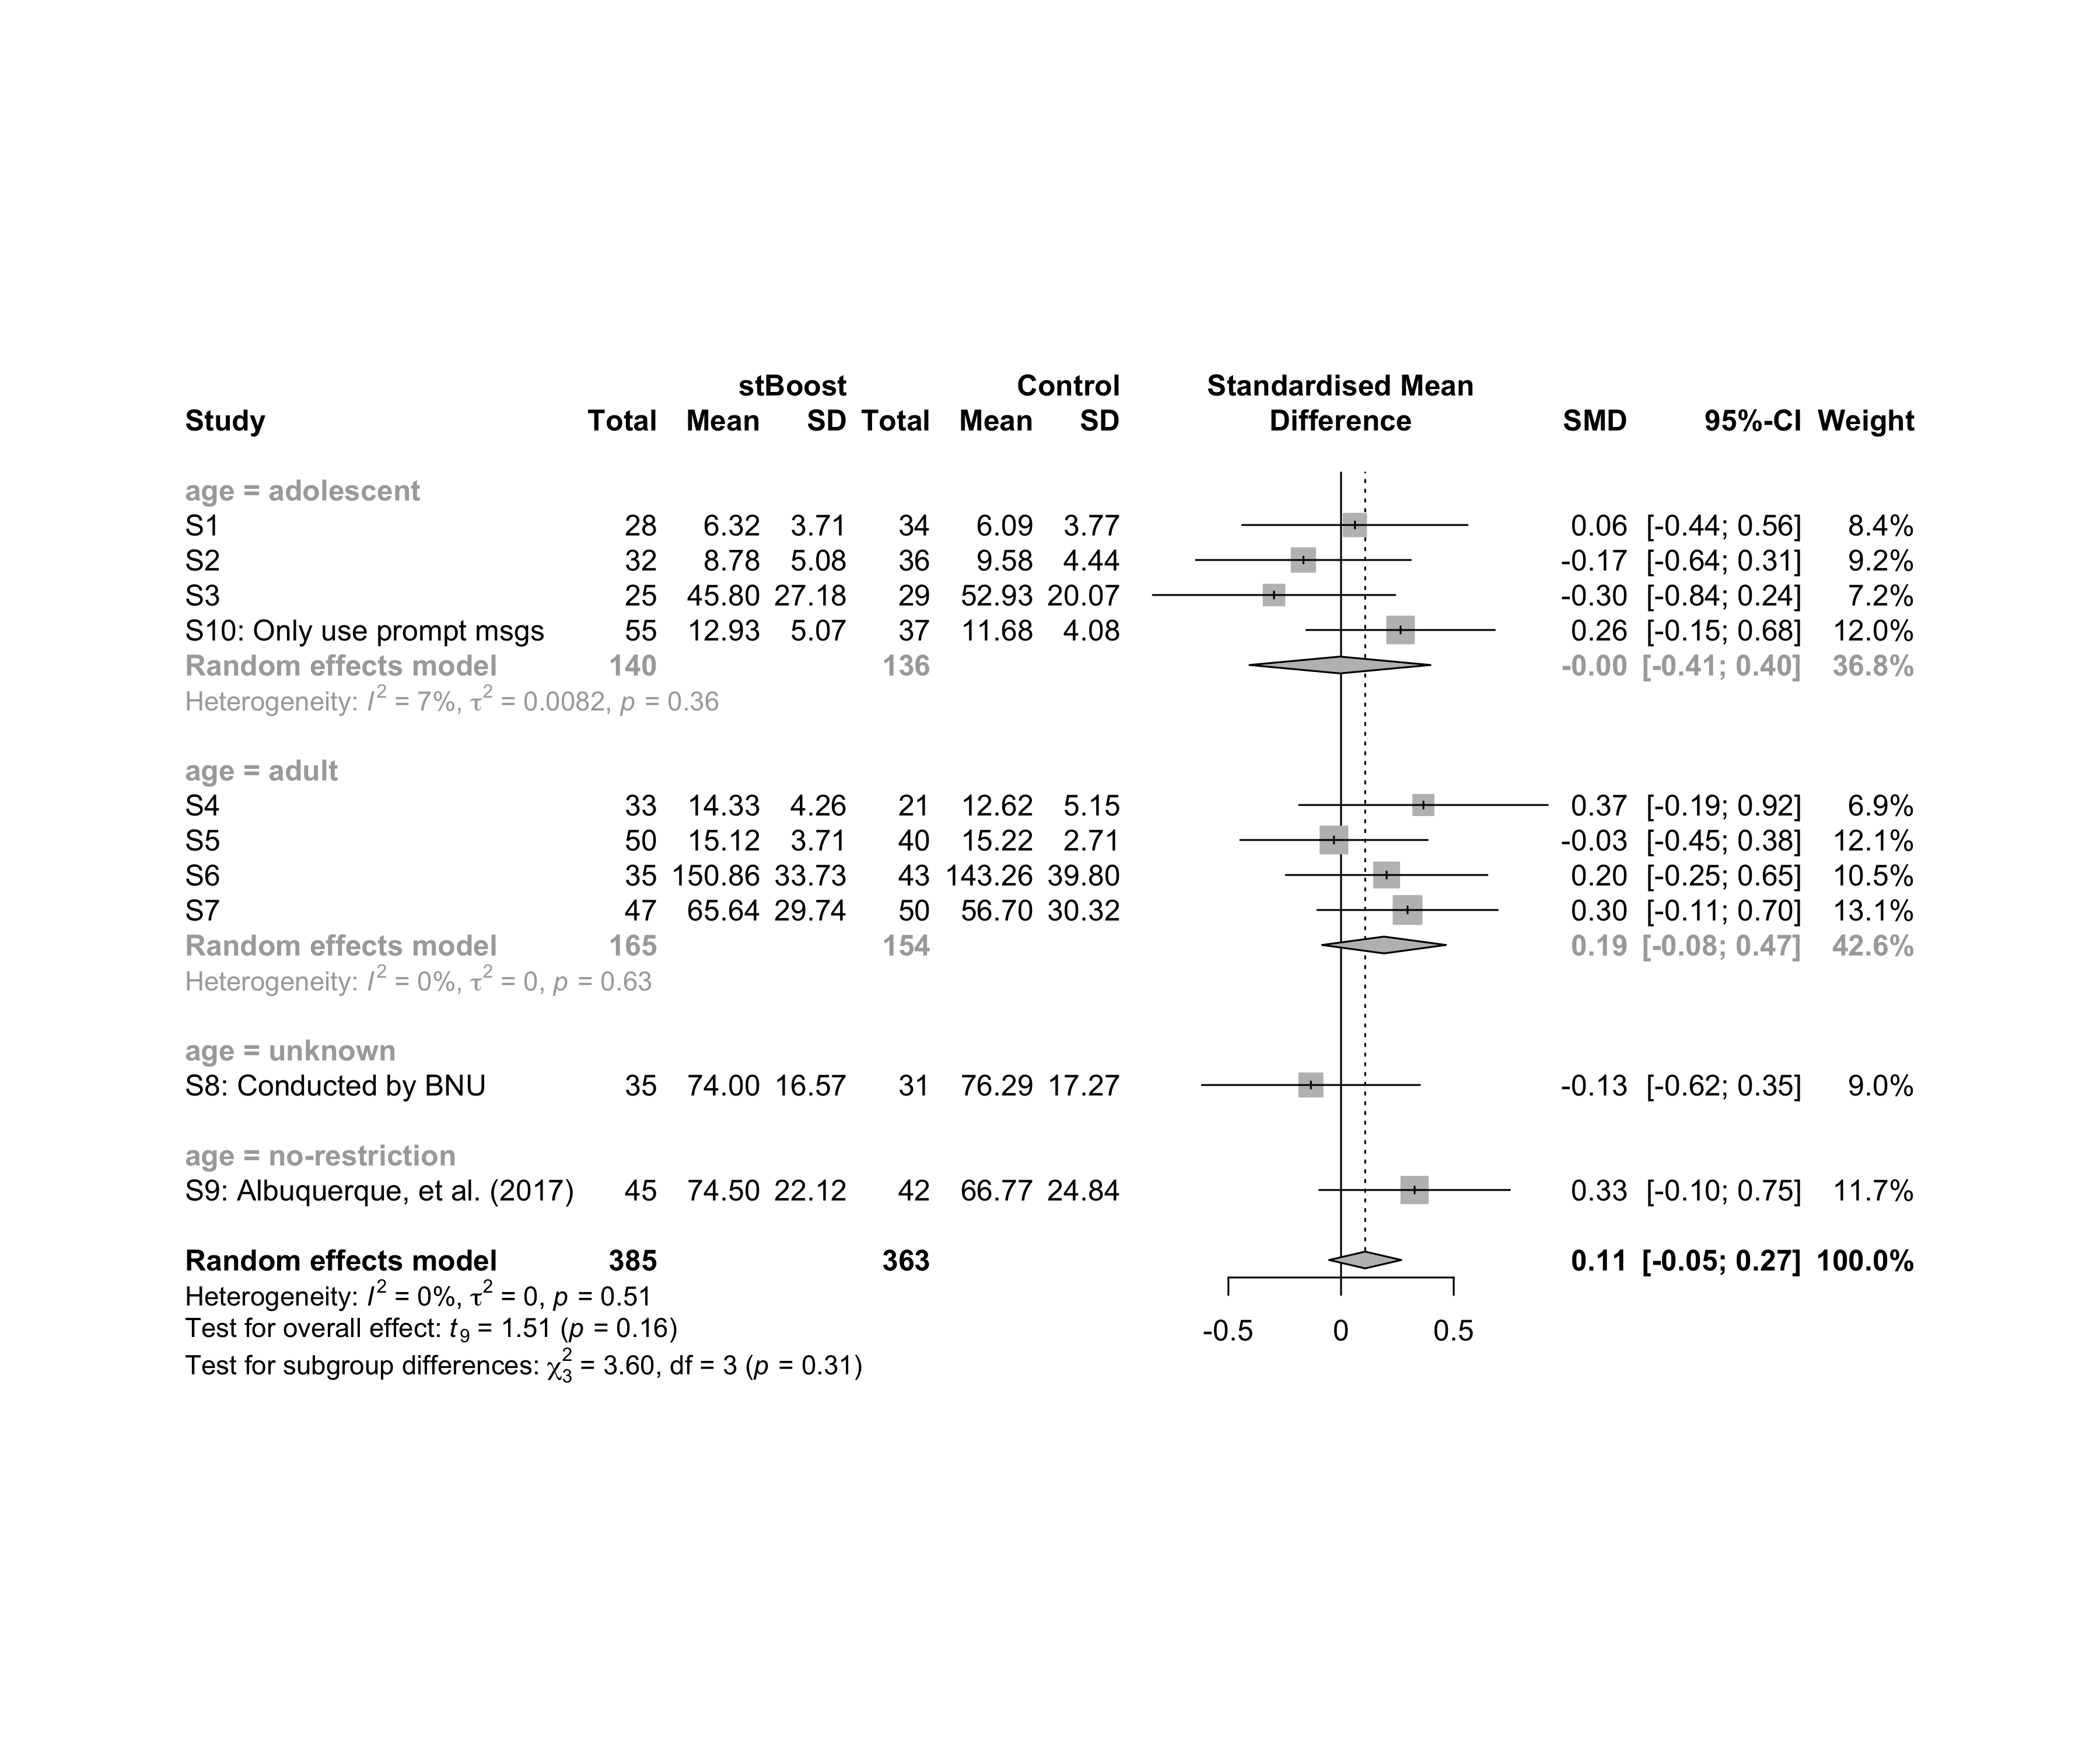 stBoost Control Standardised Mean
Study Total Mean SD Total Mean SD Difference SMD 95%-CI Weight
age = adolescent
S1 28 6.32 3.71 34 6.09 3.77 0.06 [-0.44; 0.56] 8.4%
S2 32 8.78 5.08 36 9.58 4.44 -0.17 [-0.64; 0.31] 9.2%
S3 25 45.80 27.18 29 52.93 20.07 -0.30 [-0.84; 0.24] 7.2%
S10: Only use prompt msgs 55 12.93 5.07 37 11.68 4.08 0.26 [-0.15; 0.68] 12.0%
Random effects model 140 136 -0.00 [-0.41; 0.40] 36.8%
Heterogeneity: I² = 7%, τ² = 0.0082, p = 0.36
age = adult
S4 33 14.33 4.26 21 12.62 5.15 0.37 [-0.19; 0.92] 6.9%
S5 50 15.12 3.71 40 15.22 2.71 -0.03 [-0.45; 0.38] 12.1%
S6 35 150.86 33.73 43 143.26 39.80 0.20 [-0.25; 0.65] 10.5%
S7 47 65.64 29.74 50 56.70 30.32 0.30 [-0.11; 0.70] 13.1%
Random effects model 165 154 0.19 [-0.08; 0.47] 42.6%
Heterogeneity: I² = 0%, τ² = 0, p = 0.63
age = unknown
S8: Conducted by BNU 35 74.00 16.57 31 76.29 17.27 -0.13 [-0.62; 0.35] 9.0%
age = no-restriction
S9: Albuquerque, et al. (2017) 45 74.50 22.12 42 66.77 24.84 0.33 [-0.10; 0.75] 11.7%
Random effects model 385 363 0.11 [-0.05; 0.27] 100.0%
Heterogeneity: I² = 0%, τ² = 0, p = 0.51
Test for overall effect: t₉ = 1.51 (p = 0.16)
-0.5 0 0.5
Test for subgroup differences: χ²₃ = 3.60, df = 3 (p = 0.31)